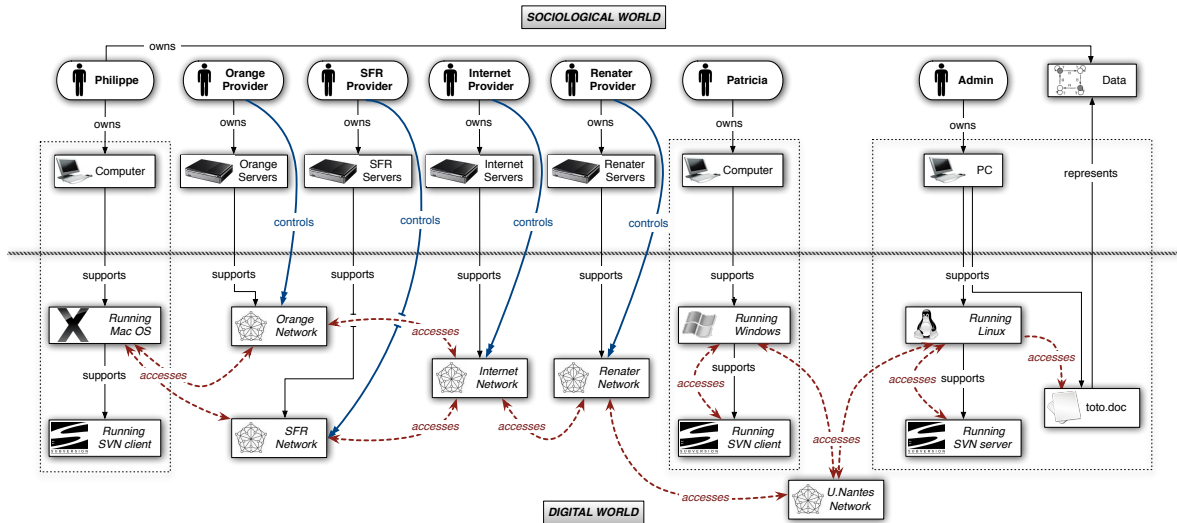 SOCIOLOGICAL WORLD
owns
Philippe
Orange
Provider
SFR
Provider
Internet
Provider
Renater
Provider
Patricia
Admin
Data
owns
owns
owns
owns
owns
owns
owns
Computer
Orange
Servers
SFR
Servers
Internet
Servers
Renater
Servers
Computer
PC
represents
controls
controls
controls
controls
supports
supports
supports
supports
supports
supports
supports
Running
Mac OS
Orange
Network
accesses
Running
Windows
Running
Linux
accesses
supports
accesses
Internet
Network
Renater
Network
accesses
supports
accesses
supports
accesses
Running
SVN client
SUBVERSION
SFR
Network
accesses
accesses
Running
SVN client
SUBVERSION
accesses
Running
SVN server
SUBVERSION
toto.doc
accesses
U.Nantes
Network
DIGITAL WORLD